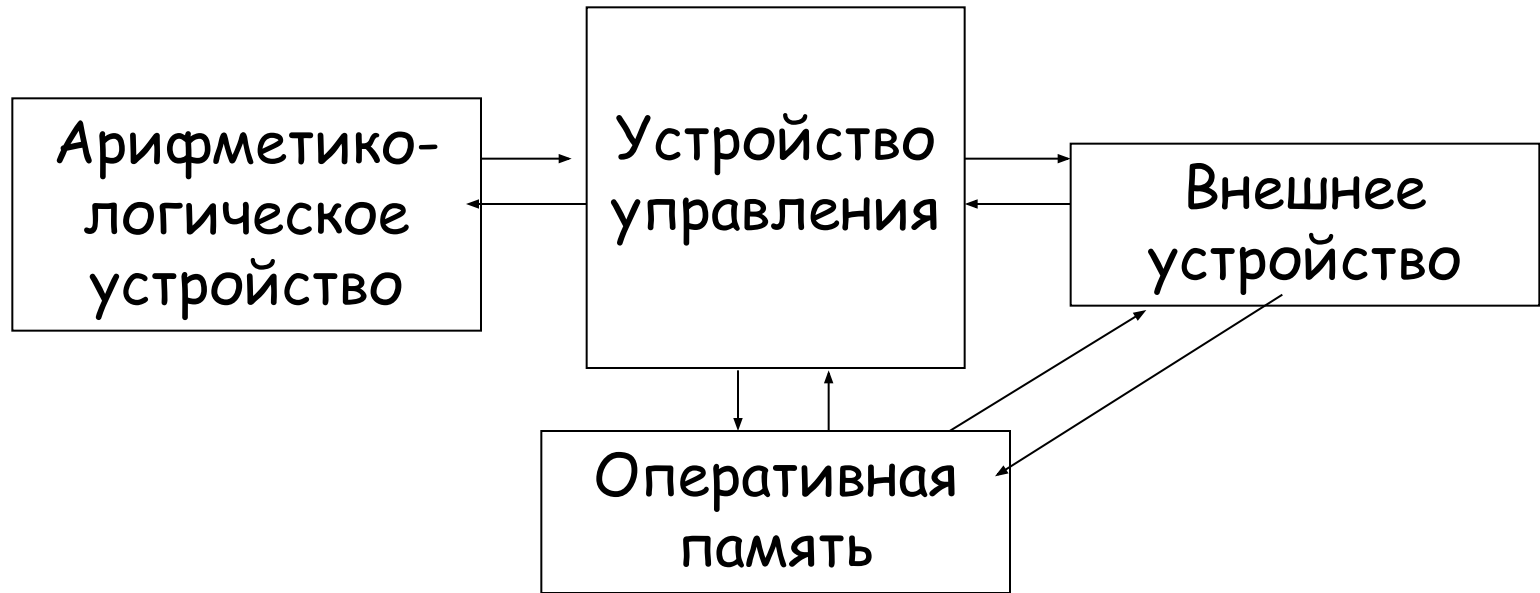 Арифметико-
логическое
устройство
Устройство
управления
Внешнее
устройство
Оперативная
память